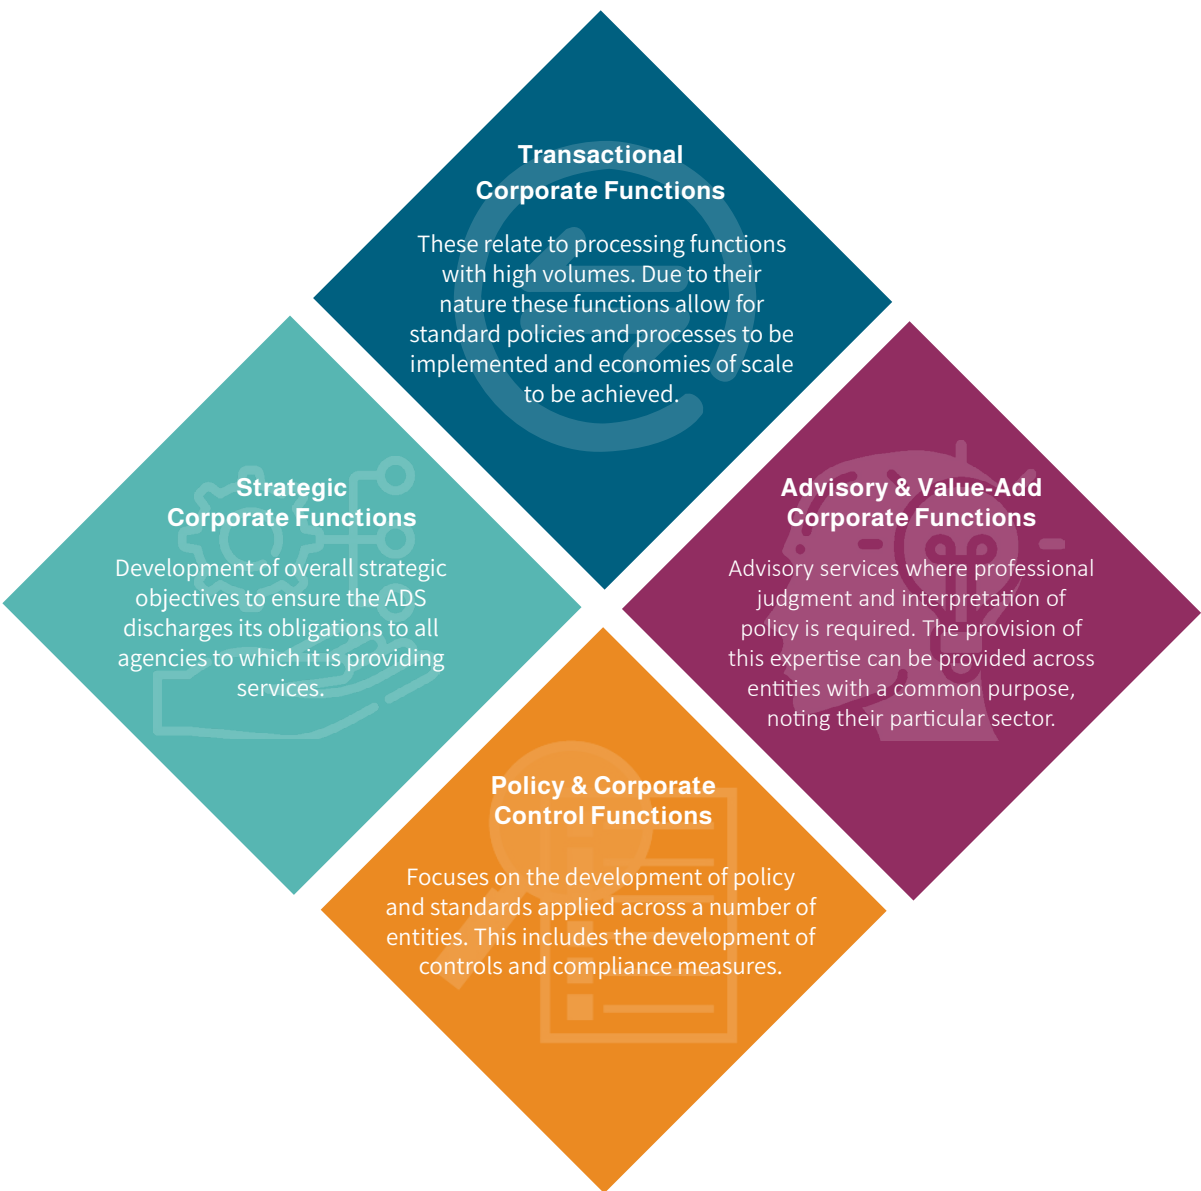 Transactional
Corporate Functions
These relate to processing functions
with high volumes. Due to their
nature these functions allow for
standard policies and processes to be
implemented and economies of scale
to be achieved.
Strategic
Corporate Functions
Development of overall strategic
objectives to ensure the ADS
discharges its obligations to all
agencies to which it is providing
services.
Advisory & Value-Add
Corporate Functions
Advisory services where professional
judgment and interpretation of
policy is required. The provision of
this expertise can be provided across
entities with a common purpose,
noting their particular sector.
Policy & Corporate
Control Functions
Focuses on the development of policy
and standards applied across a number of
entities. This includes the development of
controls and compliance measures.